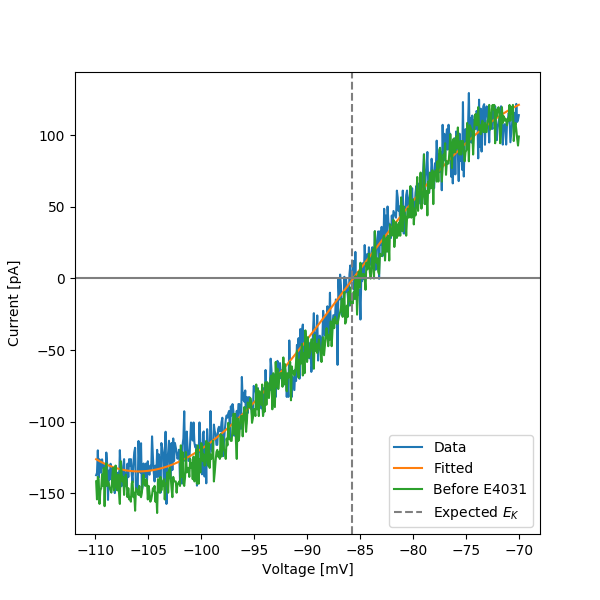 100
50
0
−50
−100
−150
Current [pA]
−110 −105 −100 −95 −90 −85 −80 −75 −70
Voltage [mV]
Data
Fitted
Before E4031
Expected E_K